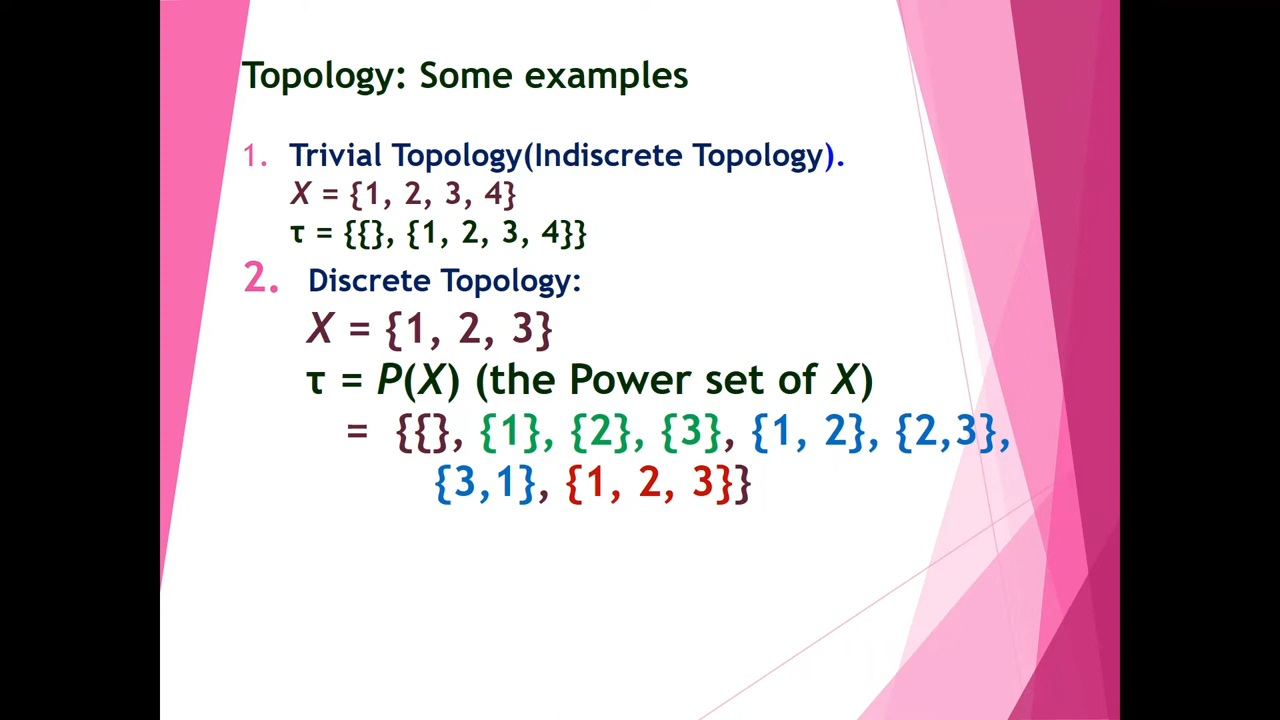 Topology: Some examples
1. Trivial Topology(Indiscrete Topology).
X = {1, 2, 3, 4}
τ = {{}, {1, 2, 3, 4}}
2. Discrete Topology:
X = {1, 2, 3}
τ = P(X) (the Power set of X)
= {{}, {1}, {2}, {3}, {1, 2}, {2,3},
{3,1}, {1, 2, 3}}